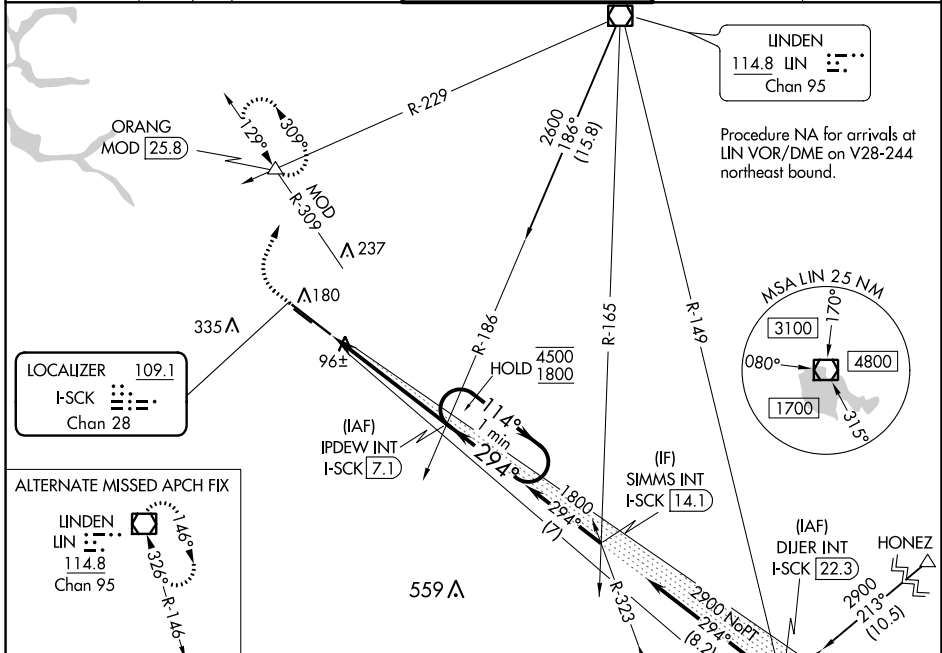 LINDEN
114.8 LIN
Chan 95
R-229
ORANG
MOD 25.8
129°
309°
2600
186°
(15.8)
Procedure NA for arrivals at
LIN VOR/DME on V28-244
northeast bound.
MOD
R-309
237
180
335
96±
R-186
R-165
R-149
MSA LIN 25 NM
170°
3100
080°
4800
1700
315°
LOCALIZER 109.1
I-SCK
Chan 28
HOLD 4500
1800
114°
1 min
294°
(IAF)
IPDEW INT
I-SCK 7.1
(IF)
SIMMS INT
I-SCK 14.1
1800
294°
(7)
ALTERNATE MISSED APCH FIX
LINDEN
LIN
114.8
Chan 95
146°
326°
R-146
559
R-323
(IAF)
DIJER INT
I-SCK 22.3
HONEZ
2900
213°
(10.5)
2900 NoPT
294°
(8.2)